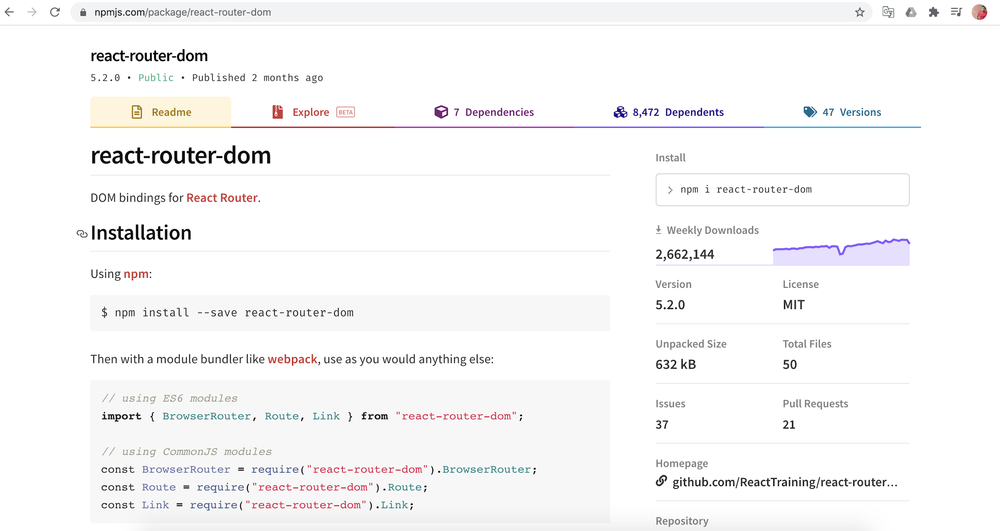 npmjs.com/package/react-router-dom
react-router-dom
5.2.0 • Public • Published 2 months ago
Readme
Explore BETA
7 Dependencies
8,472 Dependents
47 Versions
react-router-dom
DOM bindings for React Router.
Installation
Using npm:
$ npm install --save react-router-dom
Then with a module bundler like webpack, use as you would anything else:
// using ES6 modules
import { BrowserRouter, Route, Link } from "react-router-dom";
// using CommonJS modules
const BrowserRouter = require("react-router-dom").BrowserRouter;
const Route = require("react-router-dom").Route;
const Link = require("react-router-dom").Link;
Install
> npm i react-router-dom
Weekly Downloads
2,662,144
Version
License
5.2.0
MIT
Unpacked Size
Total Files
632 kB
50
Issues
Pull Requests
37
21
Homepage
github.com/ReactTraining/react-router...
Repository